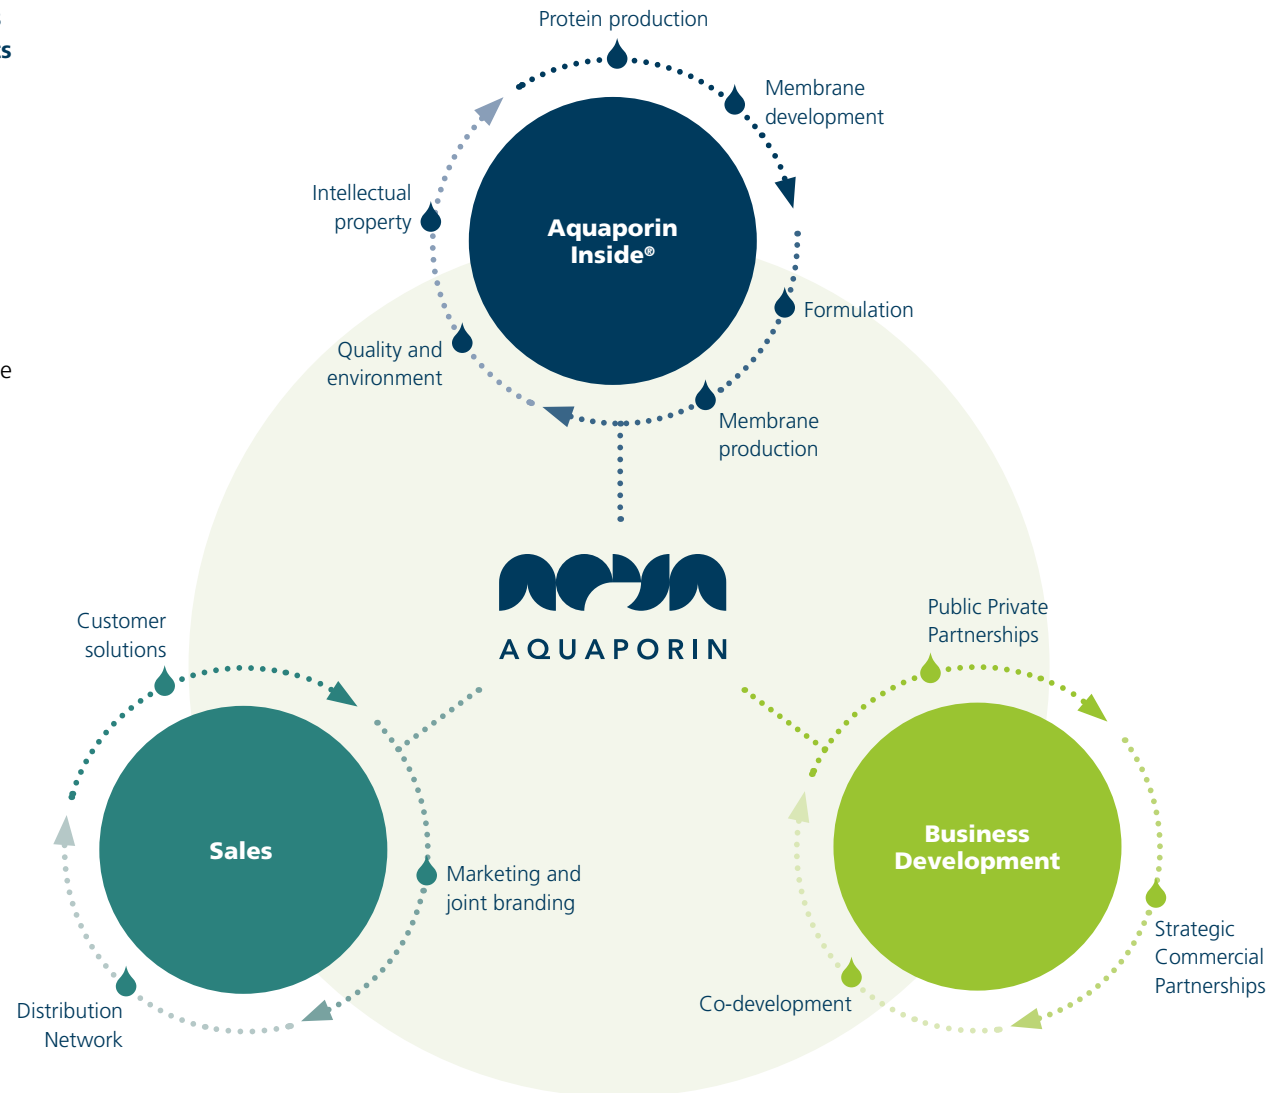 ts
e
Protein production
Membrane
development
Intellectual
property
Aquaporin
Inside®
Formulation
Quality and
environment
Membrane
production
AQUAPORIN
Customer
solutions
Public Private
Partnerships
Sales
Business
Development
Marketing and
joint branding
Strategic
Commercial
Partnerships
Co-development
Distribution
Network